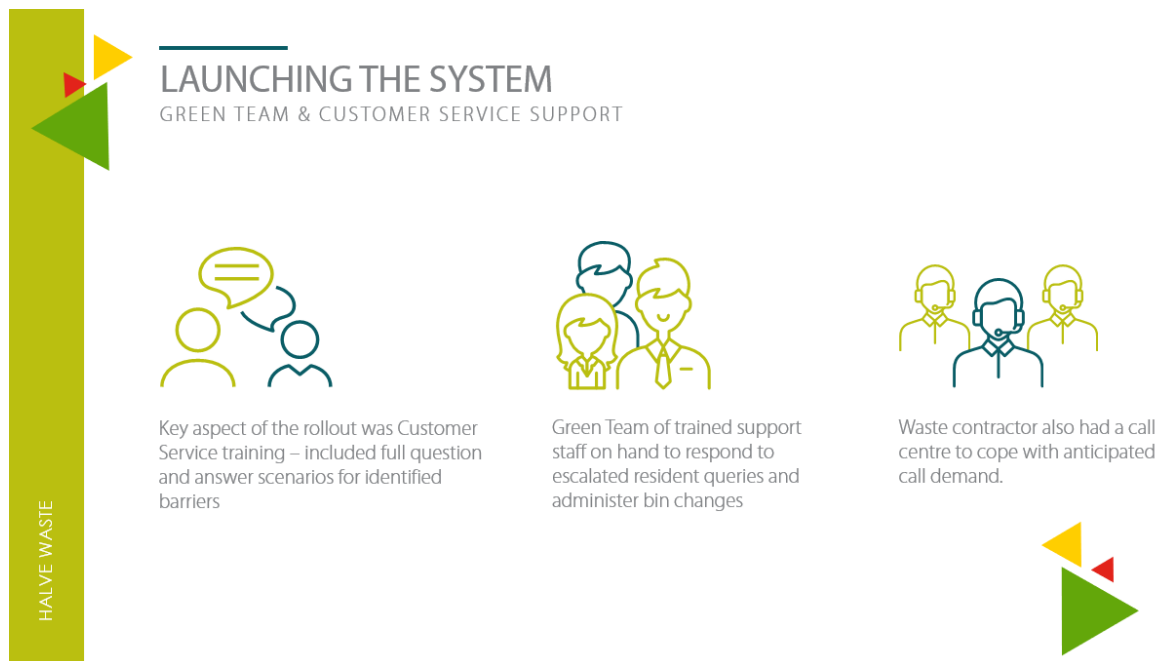 LAUNCHING THE SYSTEM
GREEN TEAM & CUSTOMER SERVICE SUPPORT
Key aspect of the rollout was Customer
Service training – included full question
and answer scenarios for identified
barriers
Green Team of trained support
staff on hand to respond to
escalated resident queries and
administer bin changes
Waste contractor also had a call
centre to cope with anticipated
call demand.
HALVE WASTE